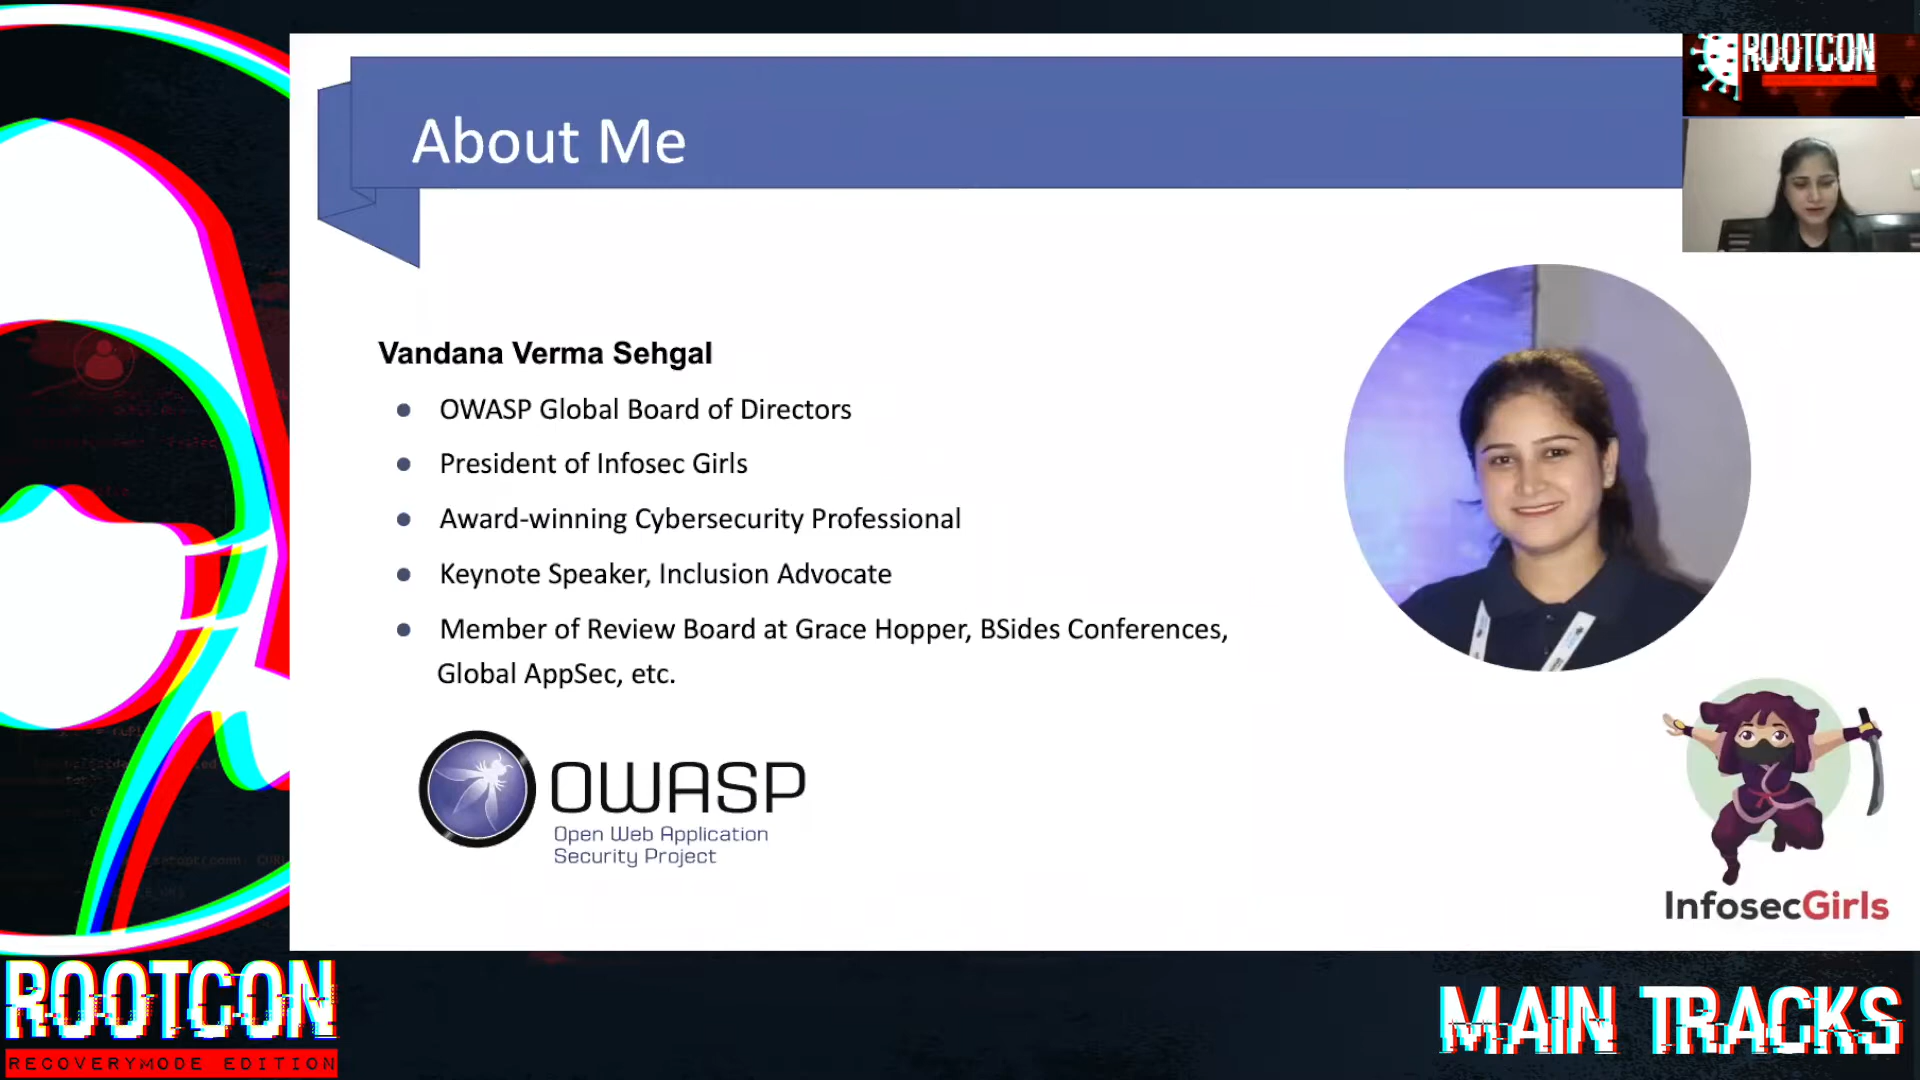 ROOTCON
About Me
Vandana Verma Sehgal
OWASP Global Board of Directors
President of Infosec Girls
Award-winning Cybersecurity Professional
Keynote Speaker, Inclusion Advocate
Member of Review Board at Grace Hopper, BSides Conferences,
Global AppSec, etc.
OWASP
Open Web Application
Security Project
InfosecGirls
ROOTCON
RECOVERYMODE EDITION
MAIN TRACKS